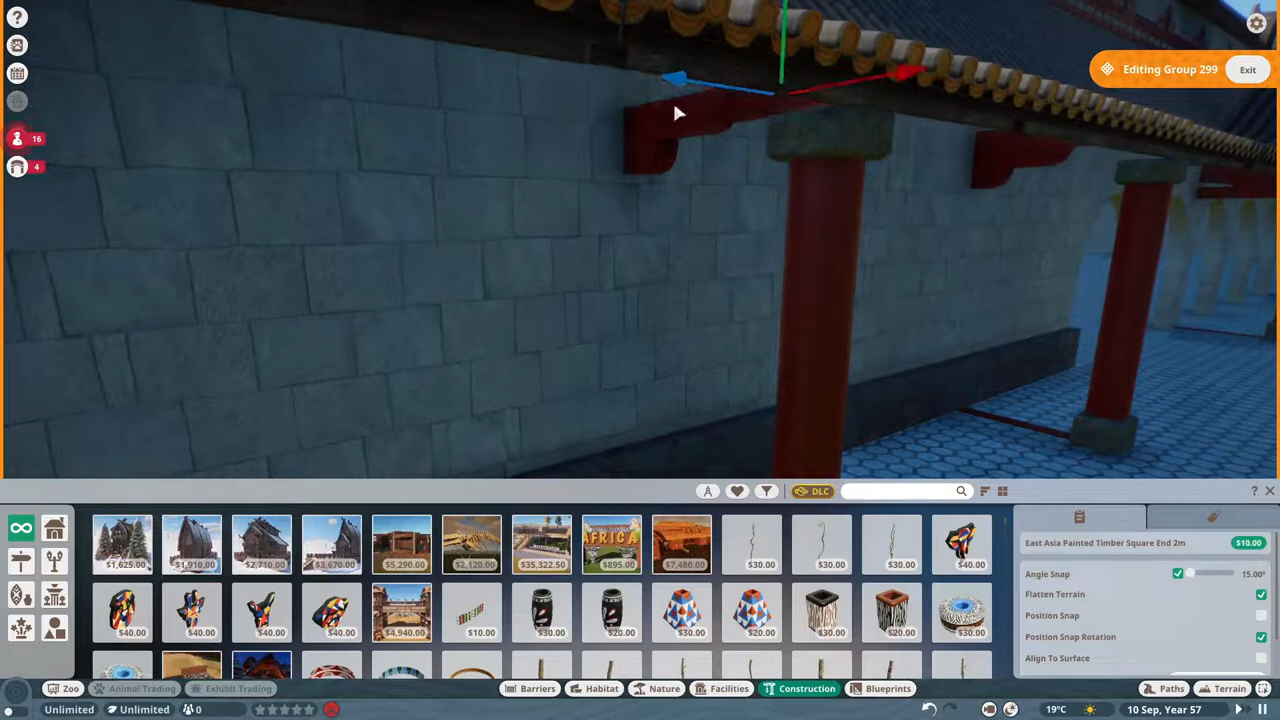 ?
Editing Group 299
Exit
16
4
DLC
?
$1,625.00
$1,910.00
$2,710.00
$3,670.00
$5,290.00
$2,120.00
$35,322.50
AFRICA
$895.00
$7,480.00
$30.00
$30.00
$30.00
$40.00
$40.00
$40.00
$40.00
$40.00
$4,940.00
$10.00
$30.00
$20.00
$30.00
$20.00
$30.00
$20.00
$30.00
East Asia Painted Timber Square End 2m
$10.00
Angle Snap
15.00°
Flatten Terrain
Position Snap
Position Snap Rotation
Align To Surface
Zoo
Animal Trading
Exhibit Trading
Barriers
Habitat
Nature
Facilities
Construction
Blueprints
Paths
Terrain
Unlimited
Unlimited
0
19°C
10 Sep, Year 57